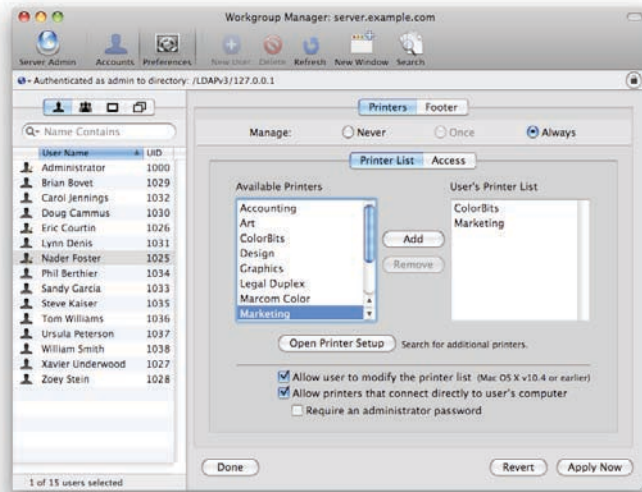 Workgroup Manager: server.example.com
Server Admin Accounts Preferences New User Delete Refresh New Window Search
Authenticated as admin to directory: /LDAPv3/127.0.0.1
Printers Footer
Name Contains
Manage: Never Once Always
User Name UID
Printer List Access
Administrator 1000
Brian Bovet 1029
Carol Jennings 1032
Doug Cammus 1030
Eric Courtin 1026
Lynn Denis 1031
Nader Foster 1025
Phil Berthier 1034
Sandy Garcia 1033
Steve Kaiser 1035
Tom Williams 1036
Ursula Peterson 1037
William Smith 1038
Xavier Underwood 1027
Zoey Stein 1028
Available Printers
Accounting
Art
ColorBits
Design
Graphics
Legal Duplex
Marcom Color
Marketing
Add
Remove
User's Printer List
ColorBits
Marketing
Open Printer Setup Search for additional printers.
Allow user to modify the printer list (Mac OS X v10.4 or earlier)
Allow printers that connect directly to user's computer
Require an administrator password
1 of 15 users selected
Done Revert Apply Now